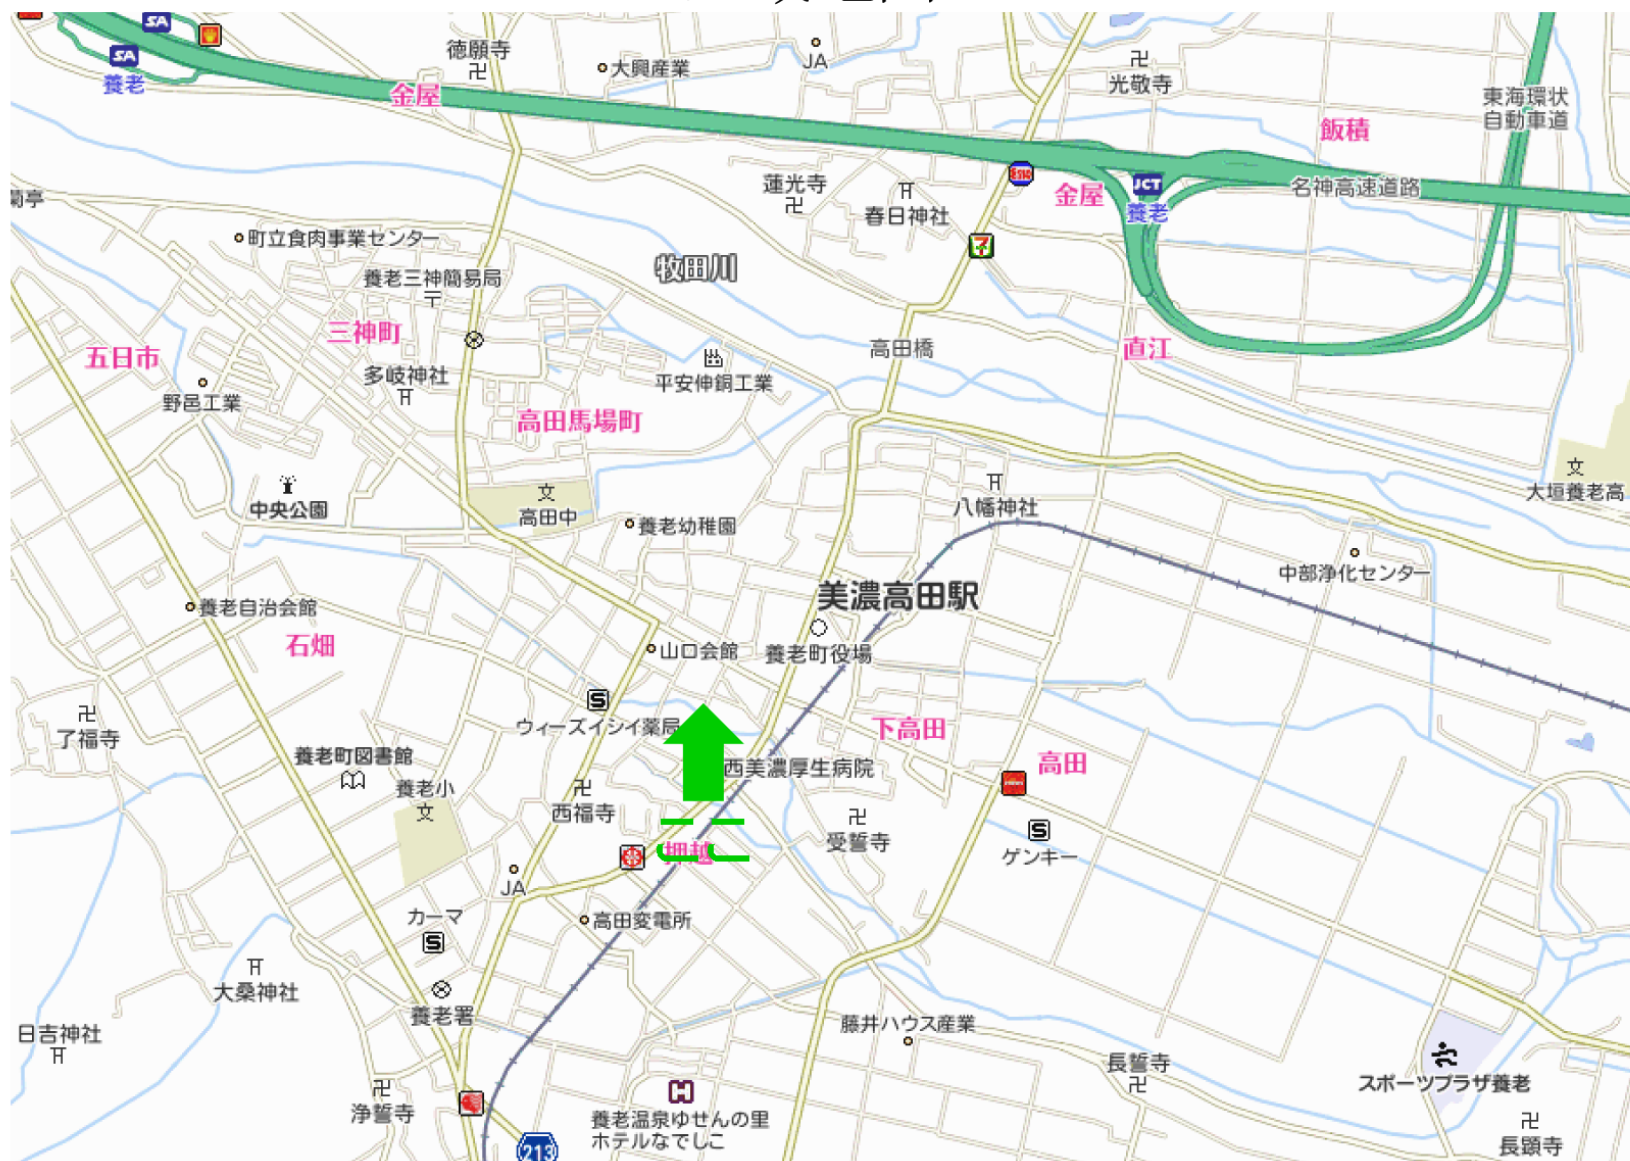 SA
SA
養老
徳願寺
大興産業
JA
光敬寺
東海環状
自動車道
金屋
飯積
蓮光寺
春日神社
金屋
JCT
養老
名神高速道路
蘭亭
町立食肉事業センター
養老三神簡易局
牧田川
7
三神町
五日市
多岐神社
野邑工業
平安伸銅工業
高田橋
直江
高田馬場町
文
大垣養老高
中央公園
文
高田中
養老幼稚園
八幡神社
中部浄化センター
美濃高田駅
養老自治会館
石畑
山口会館
養老町役場
S
ウィーズイシイ薬局
下高田
了福寺
養老町図書館
養老小
文
西美濃厚生病院
高田
西福寺
受誓寺
S
ゲンキー
押越
JA
カーマ
S
高田変電所
大桑神社
養老署
日吉神社
藤井ハウス産業
長誓寺
スポーツプラザ養老
浄誓寺
H
養老温泉ゆせんの里
ホテルなでしこ
213
長顕寺